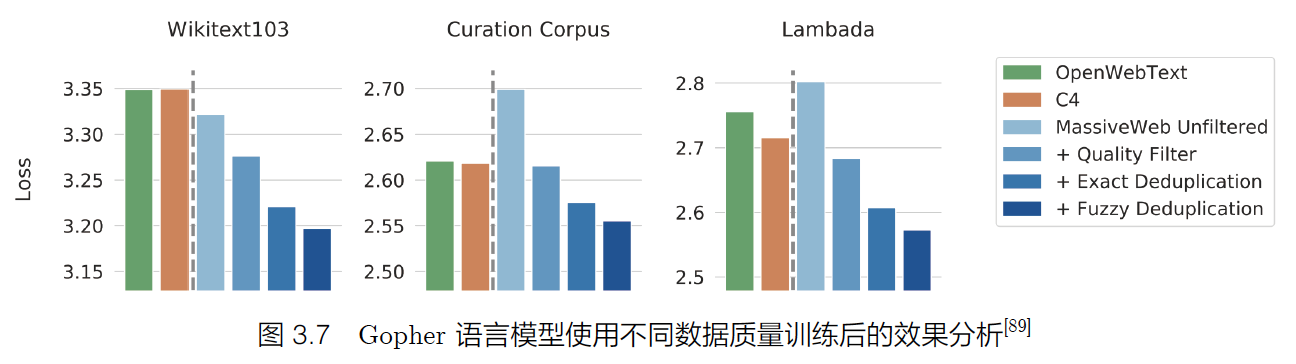 Wikitext103
Curation Corpus
Lambada
Loss
3.35
3.30
3.25
3.20
3.15
2.70
2.65
2.60
2.55
2.50
2.8
2.7
2.6
2.5
OpenWebText
C4
MassiveWeb Unfiltered
+ Quality Filter
+ Exact Deduplication
+ Fuzzy Deduplication
图 3.7 Gopher 语言模型使用不同数据质量训练后的效果分析[89]